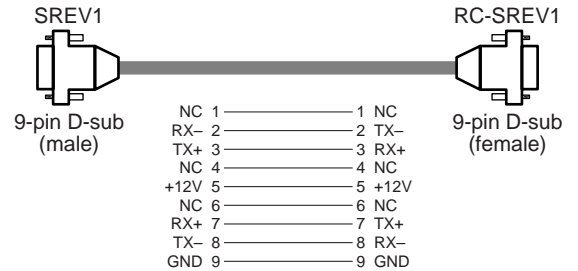 SREV1 RC-SREV1
9-pin D-sub (male) 9-pin D-sub (female)
NC 1 1 NC
RX– 2 2 TX–
TX+ 3 3 RX+
NC 4 4 NC
+12V 5 5 +12V
NC 6 6 NC
RX+ 7 7 TX+
TX– 8 8 RX–
GND 9 9 GND